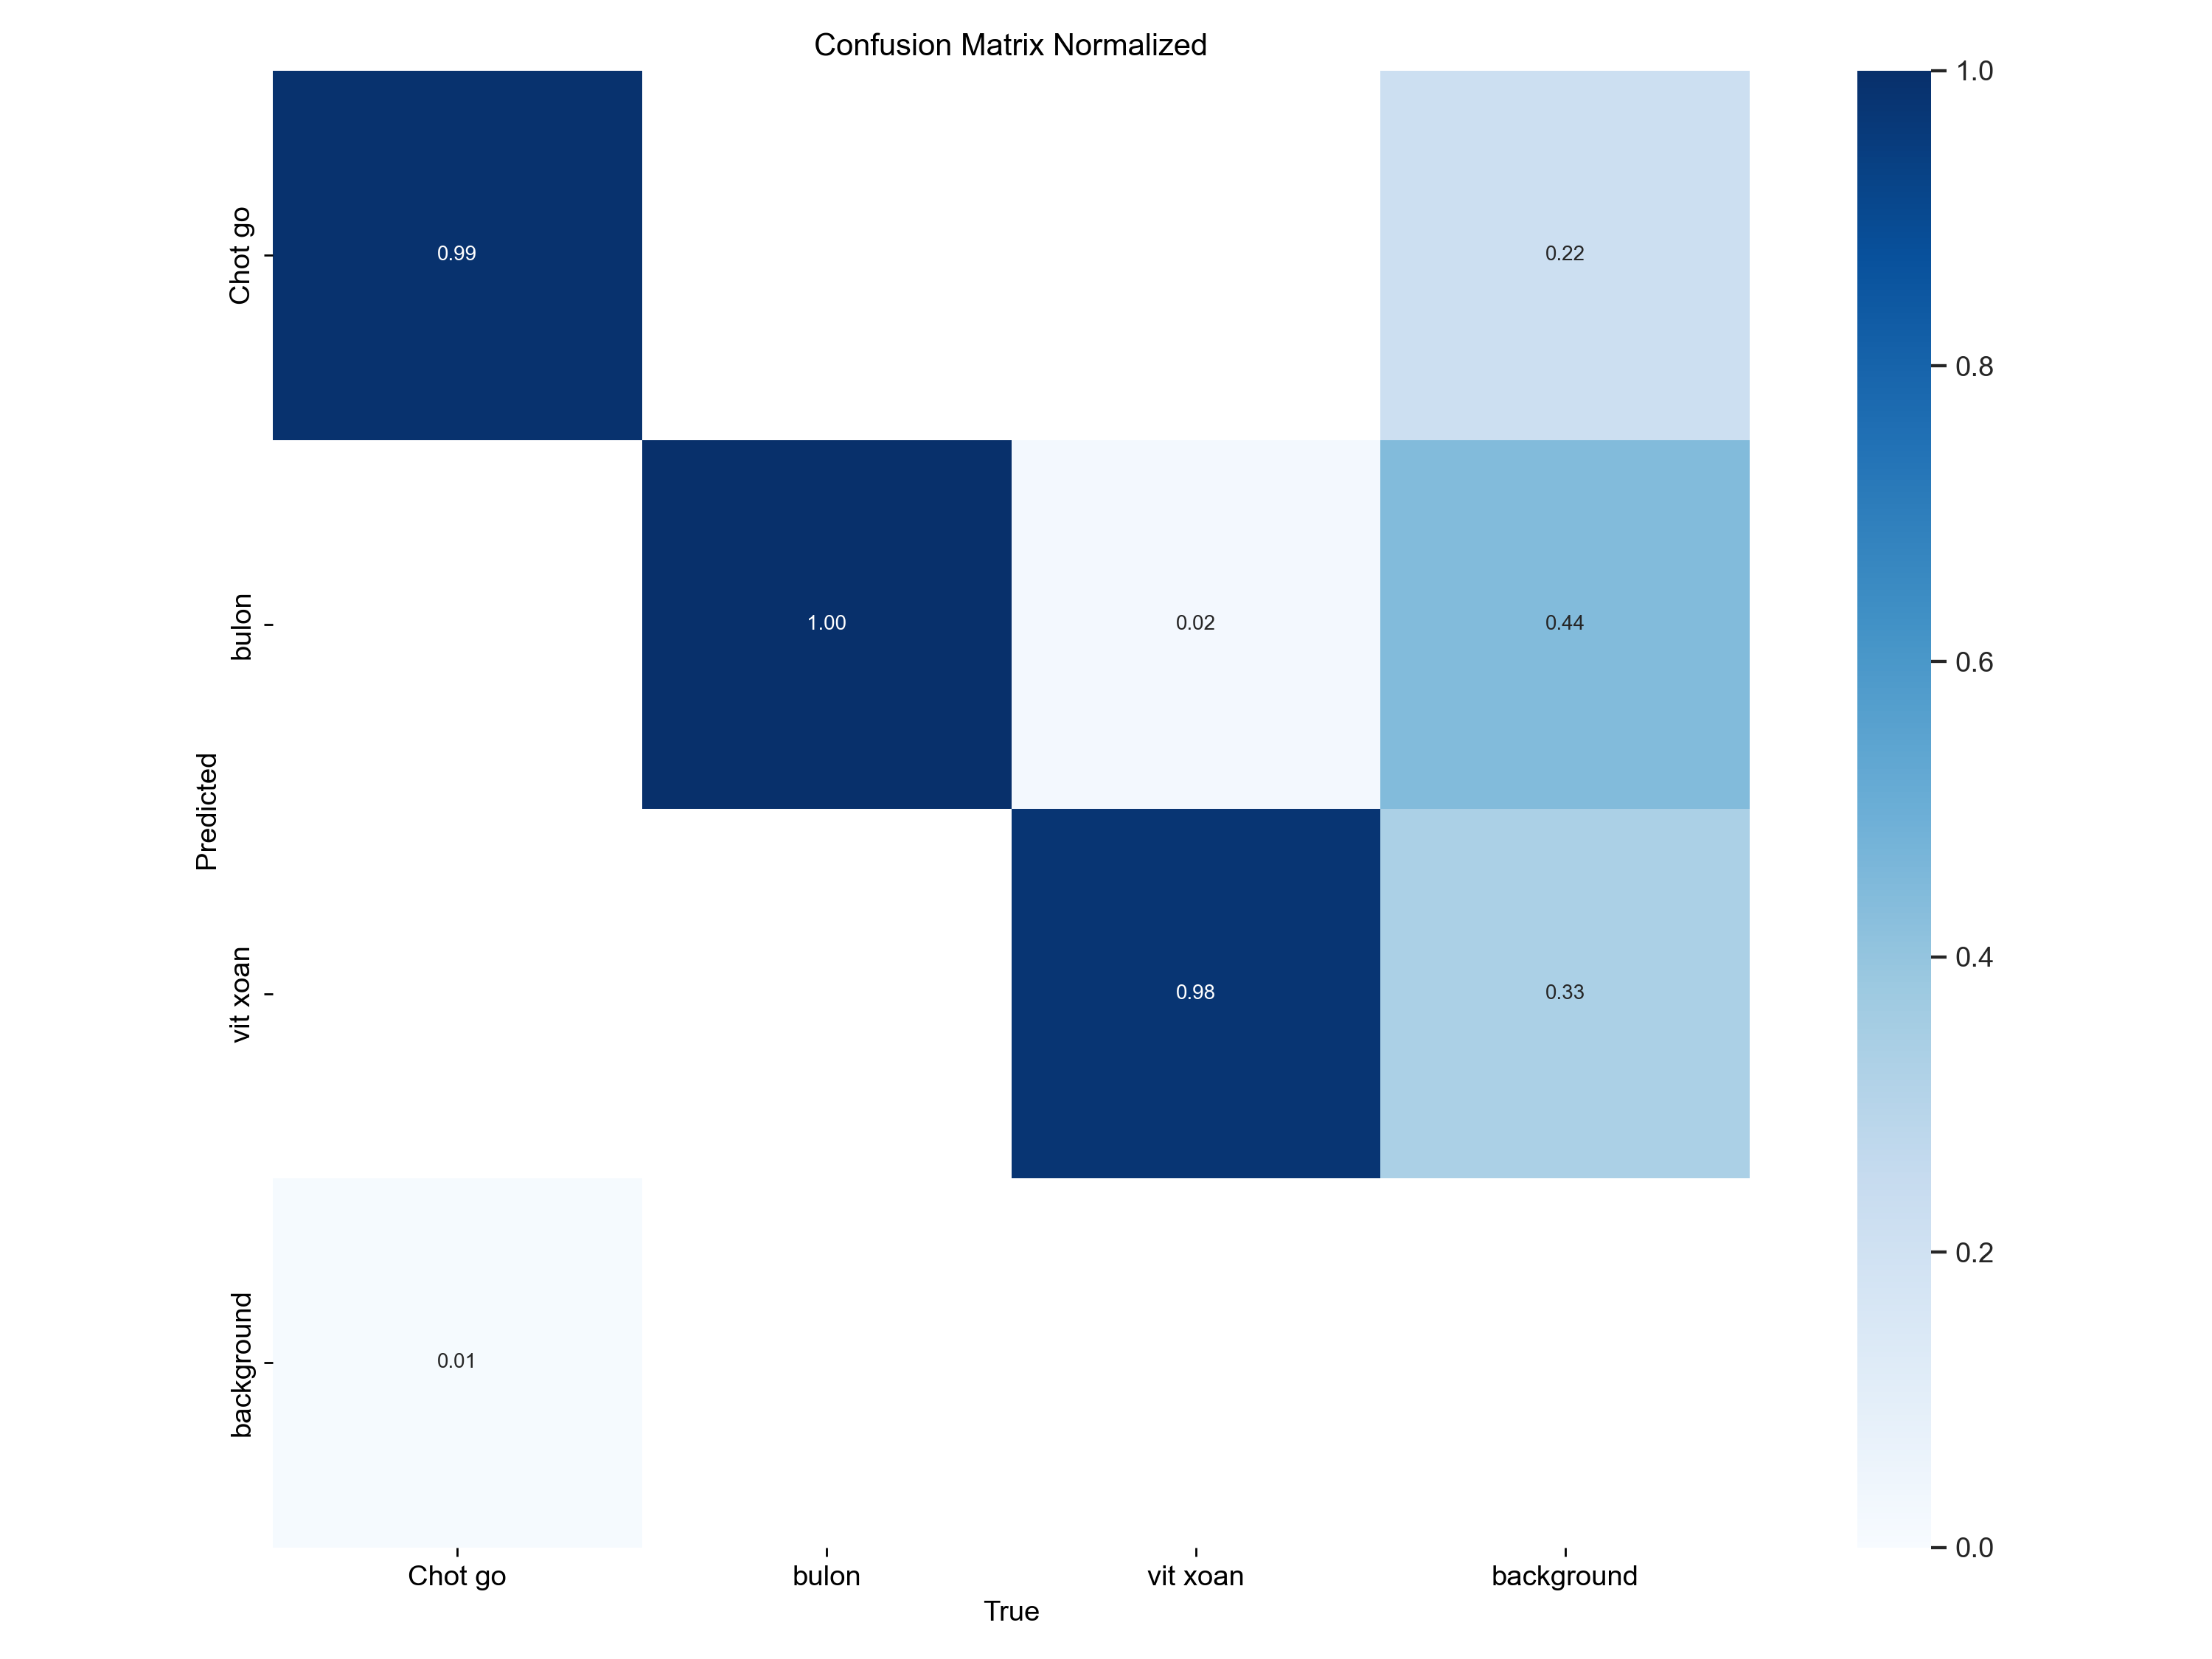 Confusion Matrix Normalized
1.0
Chot go
0.99
0.22
0.8
bulon
1.00
0.02
0.44
0.6
Predicted
vit xoan
0.98
0.33
0.4
background
0.01
0.2
0.0
Chot go
bulon
vit xoan
background
True